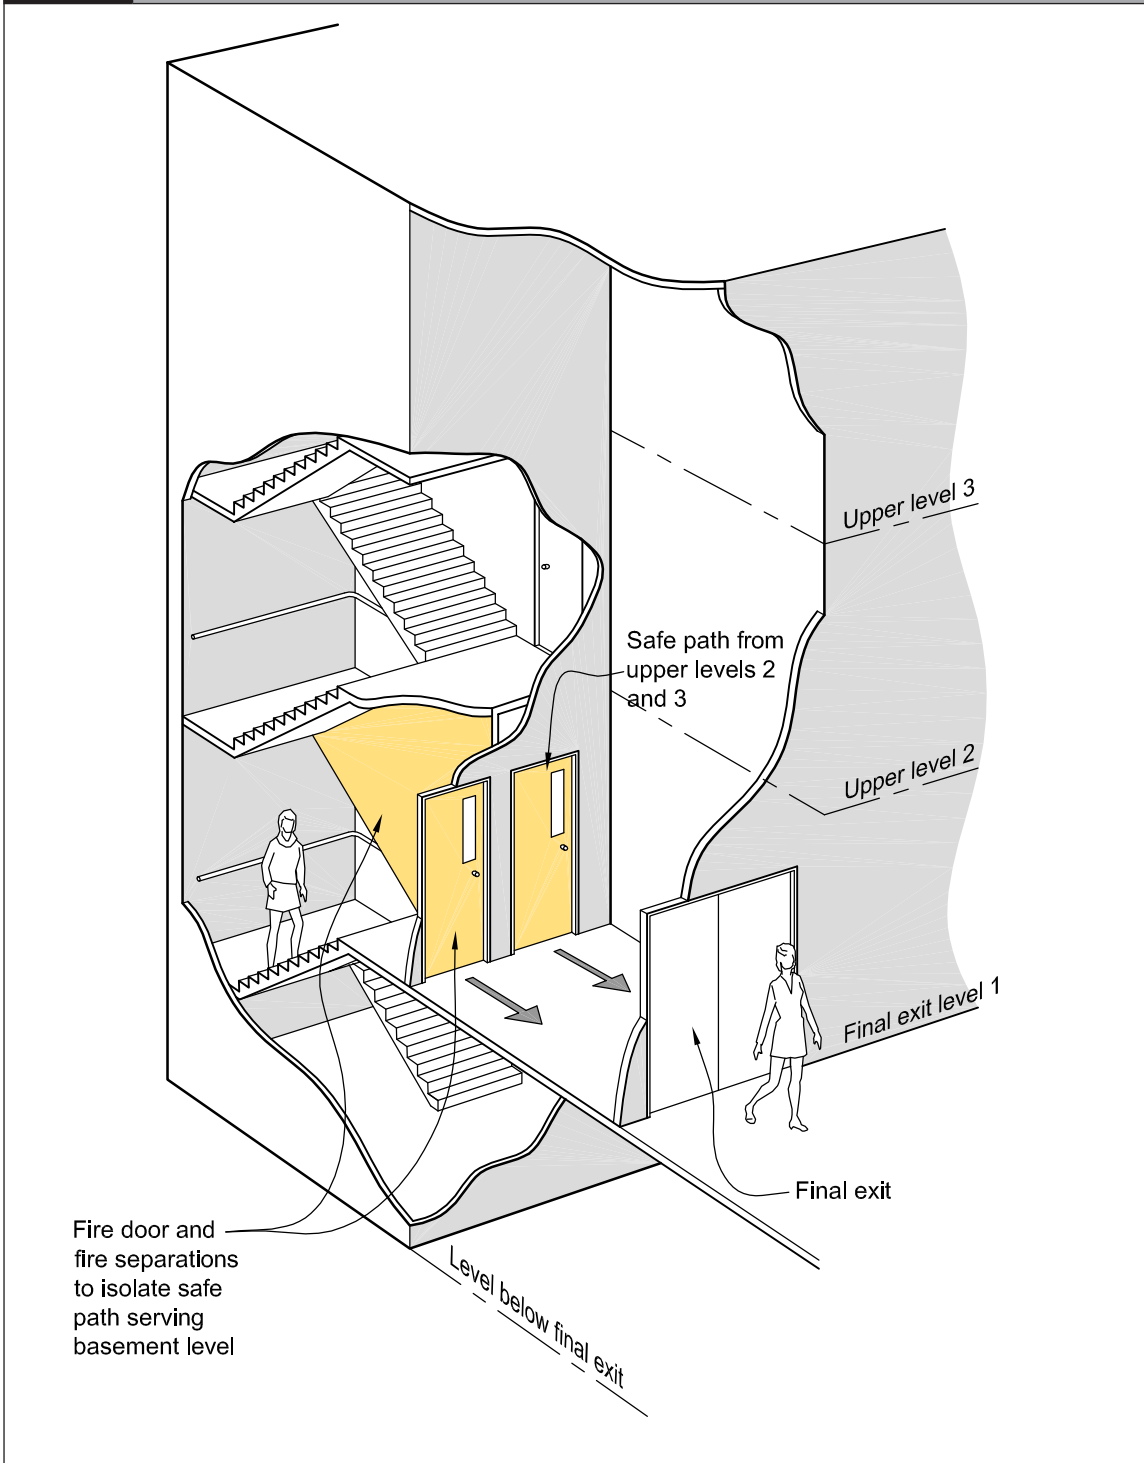 Upper level 3
Safe path from
upper levels 2
and 3
Upper level 2
Final exit level 1
Final exit
Fire door and
fire separations
to isolate safe
path serving
basement level
Level below final exit